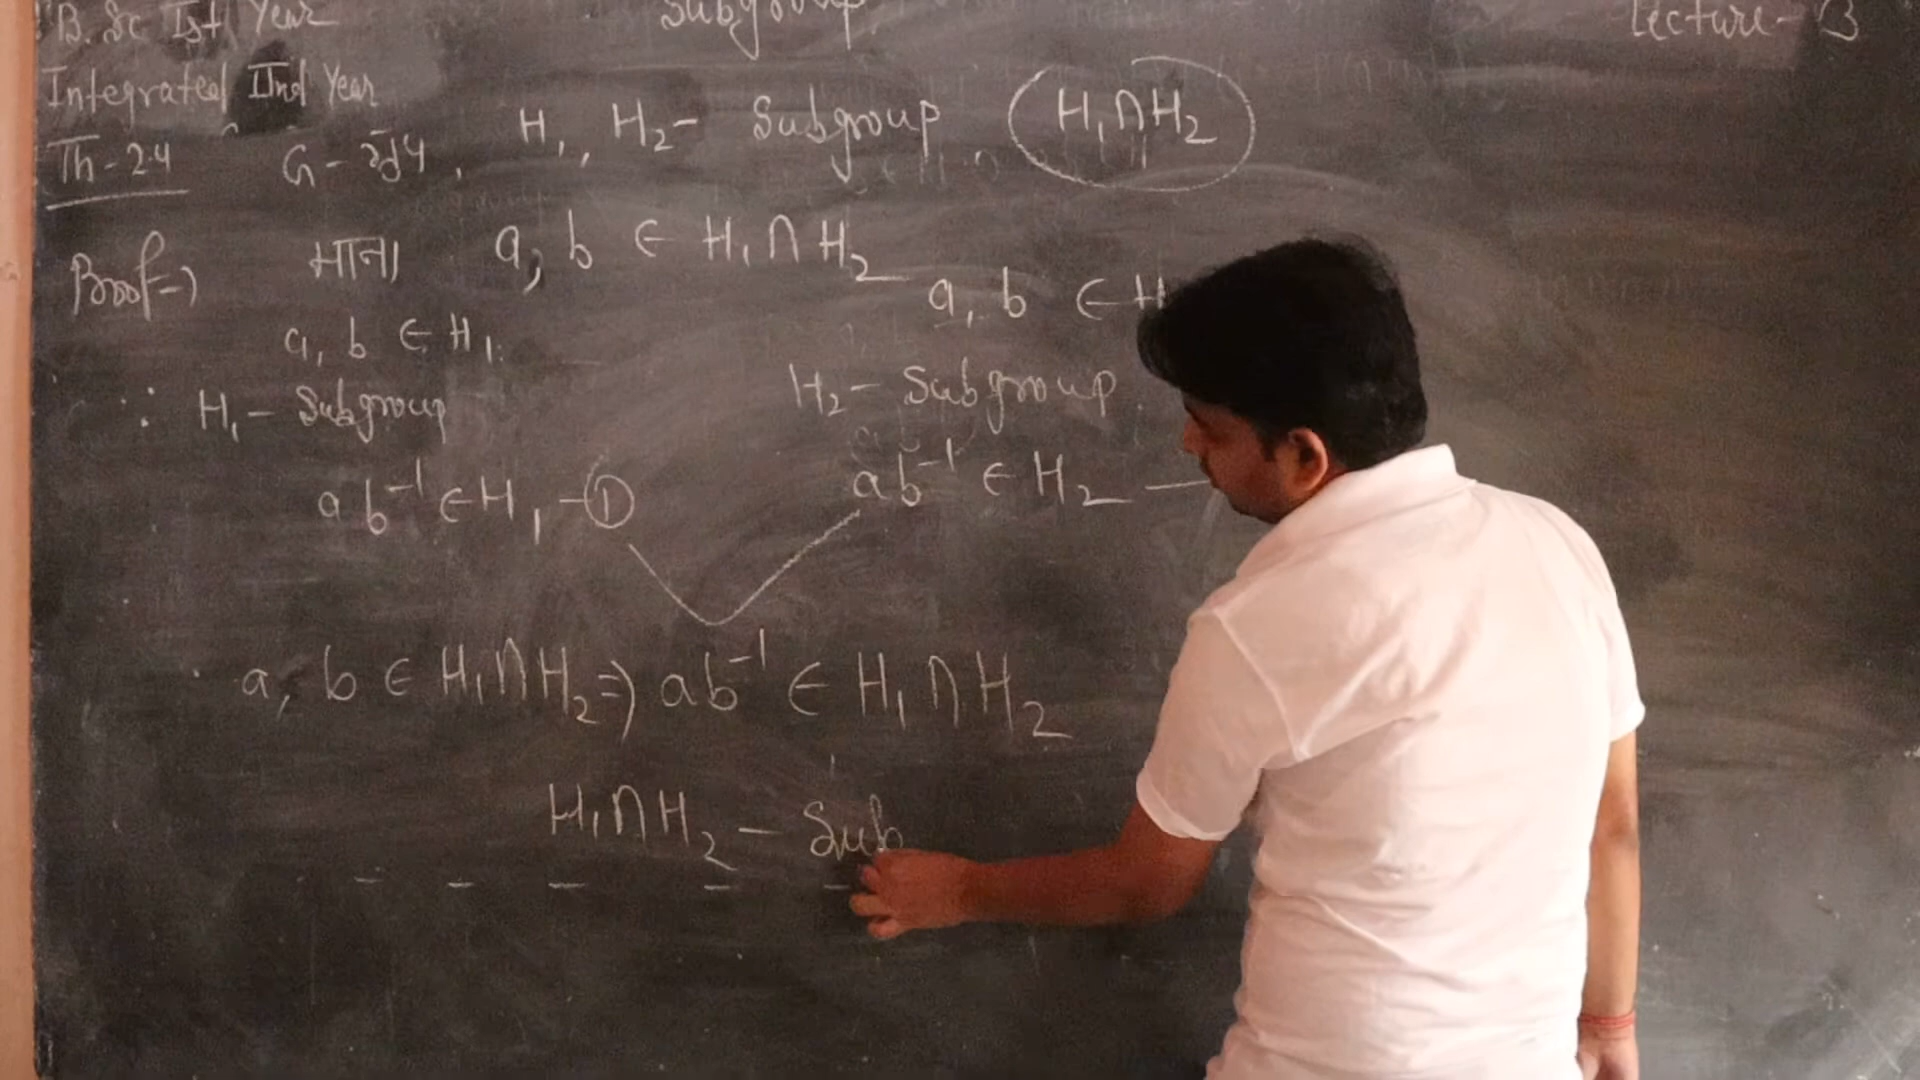 B. Sc Ist Year Subgroup Lecture - 13
Integrated IInd Year
Th-2.4 G - ग्रुप, H₁, H₂ - Subgroup H₁∩H₂
Proof => माना a, b ∈ H₁∩H₂
a, b ∈ H₁ a, b ∈ H
∵ H₁ - Subgroup H₂ - Subgroup
ab⁻¹ ∈ H₁ - ① ab⁻¹ ∈ H₂ -
a, b ∈ H₁∩H₂ => ab⁻¹ ∈ H₁∩H₂
H₁∩H₂ - Sub